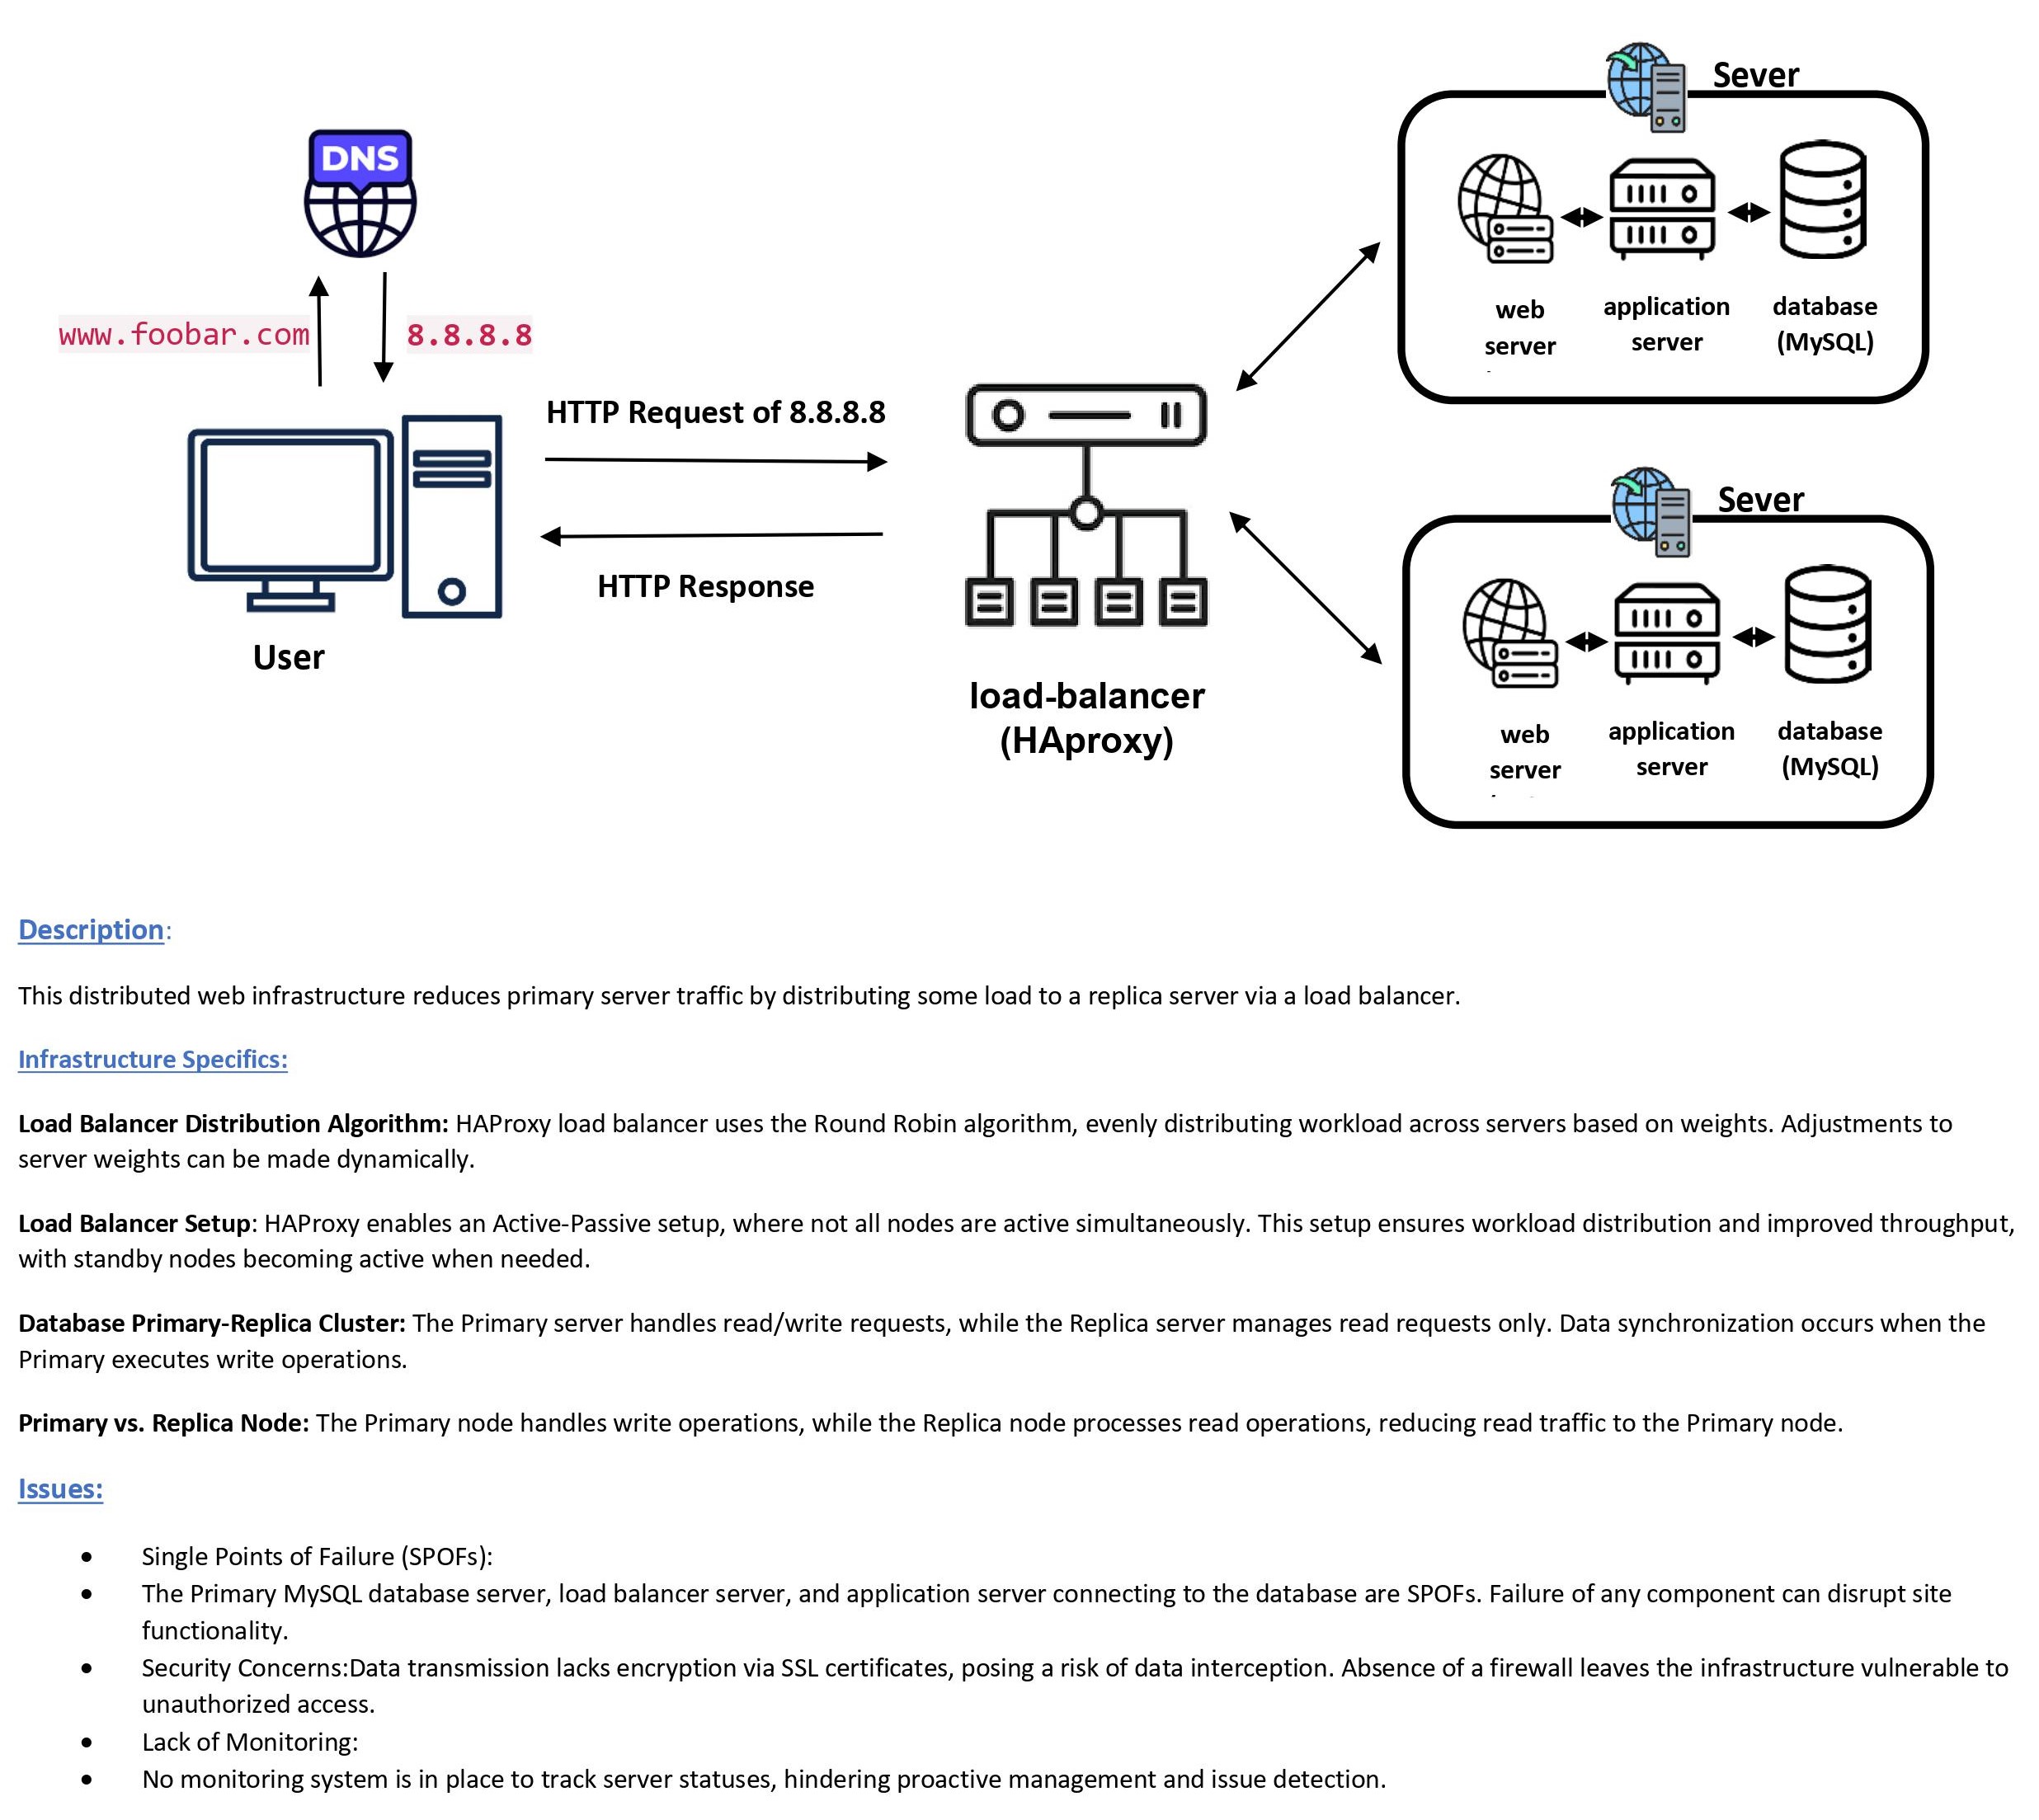 Sever
DNS
www.foobar.com
8.8.8.8
web
server
application
server
database
(MySQL)
HTTP Request of 8.8.8.8
HTTP Response
User
load-balancer
(HAproxy)
Sever
web
server
application
server
database
(MySQL)
Description:
This distributed web infrastructure reduces primary server traffic by distributing some load to a replica server via a load balancer.
Infrastructure Specifics:
Load Balancer Distribution Algorithm: HAProxy load balancer uses the Round Robin algorithm, evenly distributing workload across servers based on weights. Adjustments to
server weights can be made dynamically.
Load Balancer Setup: HAProxy enables an Active-Passive setup, where not all nodes are active simultaneously. This setup ensures workload distribution and improved throughput,
with standby nodes becoming active when needed.
Database Primary-Replica Cluster: The Primary server handles read/write requests, while the Replica server manages read requests only. Data synchronization occurs when the
Primary executes write operations.
Primary vs. Replica Node: The Primary node handles write operations, while the Replica node processes read operations, reducing read traffic to the Primary node.
Issues:
• Single Points of Failure (SPOFs):
• The Primary MySQL database server, load balancer server, and application server connecting to the database are SPOFs. Failure of any component can disrupt site
functionality.
• Security Concerns:Data transmission lacks encryption via SSL certificates, posing a risk of data interception. Absence of a firewall leaves the infrastructure vulnerable to
unauthorized access.
• Lack of Monitoring:
• No monitoring system is in place to track server statuses, hindering proactive management and issue detection.